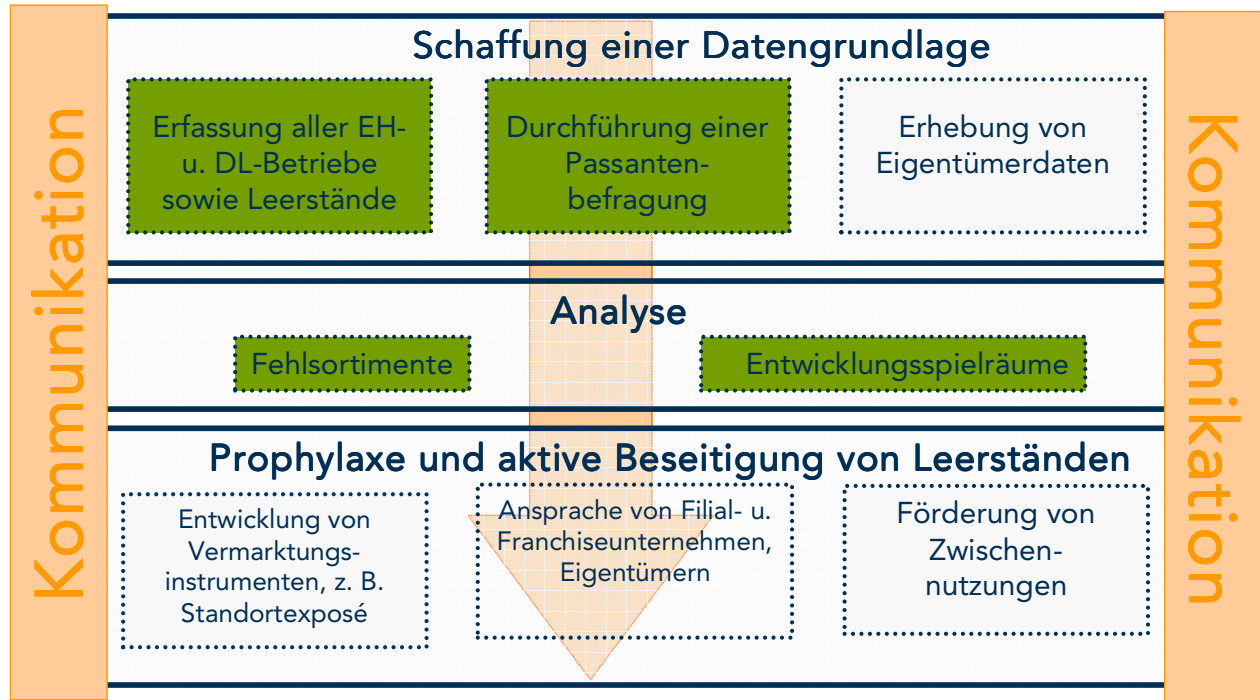 Kommunikation
Schaffung einer Datengrundlage
Erfassung aller EH-
u. DL-Betriebe
sowie Leerstände
Durchführung einer
Passanten-
befragung
Erhebung von
Eigentümerdaten
Analyse
Fehlsortimente
Entwicklungsspielräume
Prophylaxe und aktive Beseitigung von Leerständen
Entwicklung von
Vermarktungs-
instrumenten, z. B.
Standortexposé
Ansprache von Filial- u.
Franchiseunternehmen,
Eigentümern
Förderung von
Zwischen-
nutzungen
Kommunikation